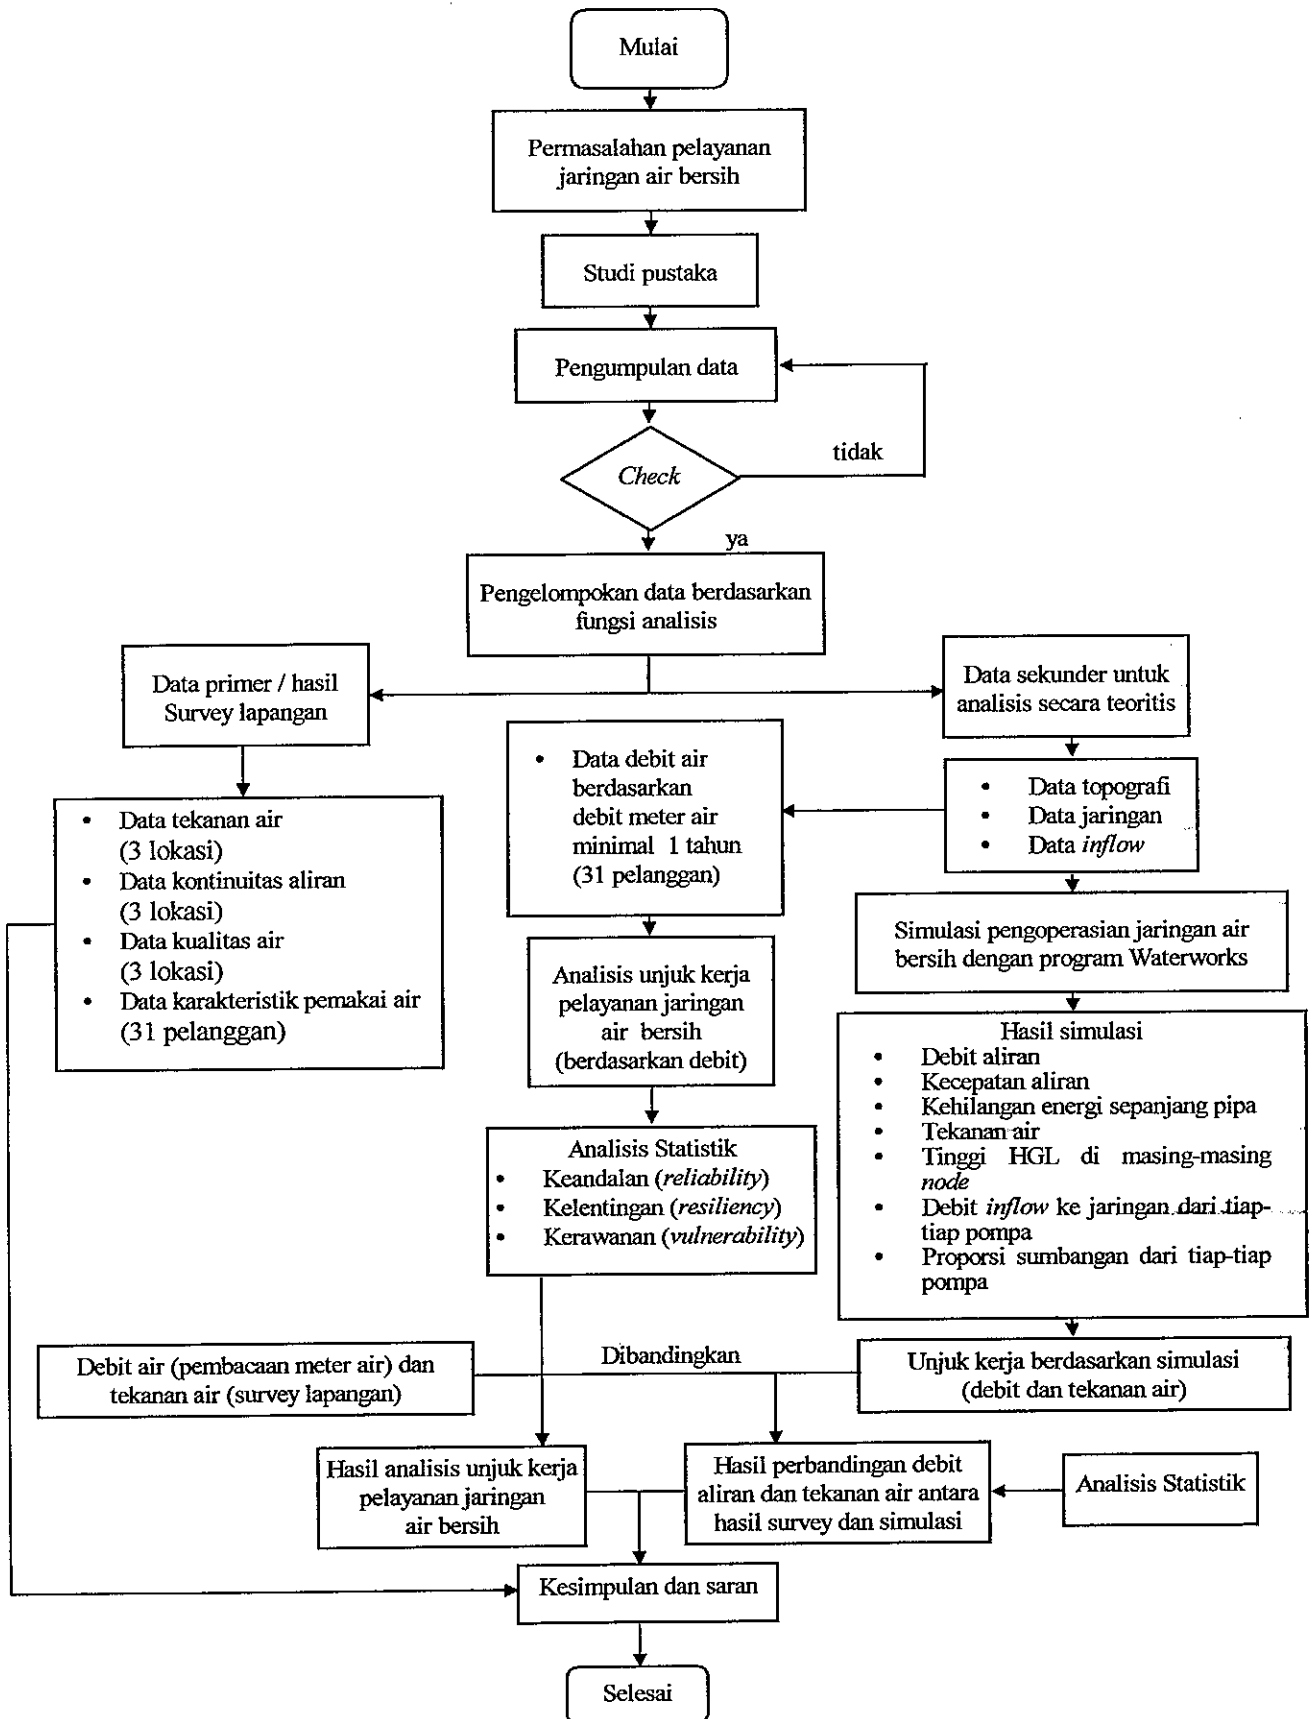 Mulai
Permasalahan pelayanan
jaringan air bersih
Studi pustaka
Pengumpulan data
Check
tidak
ya
Pengelompokan data berdasarkan
fungsi analisis
Data primer / hasil
Survey lapangan
Data sekunder untuk
analisis secara teoritis
• Data tekanan air
(3 lokasi)
• Data kontinuitas aliran
(3 lokasi)
• Data kualitas air
(3 lokasi)
• Data karakteristik pemakai air
(31 pelanggan)
• Data debit air
berdasarkan
debit meter air
minimal 1 tahun
(31 pelanggan)
• Data topografi
• Data jaringan
• Data inflow
Analisis unjuk kerja
pelayanan jaringan
air bersih
(berdasarkan debit)
Simulasi pengoperasian jaringan air
bersih dengan program Waterworks
Analisis Statistik
• Keandalan (reliability)
• Kelentingan (resiliency)
• Kerawanan (vulnerability)
Hasil simulasi
• Debit aliran
• Kecepatan aliran
• Kehilangan energi sepanjang pipa
• Tekanan air
• Tinggi HGL di masing-masing
node
• Debit inflow ke jaringan dari tiap-
tiap pompa
• Proporsi sumbangan dari tiap-tiap
pompa
Debit air (pembacaan meter air) dan
tekanan air (survey lapangan)
Dibandingkan
Unjuk kerja berdasarkan simulasi
(debit dan tekanan air)
Hasil analisis unjuk kerja
pelayanan jaringan
air bersih
Hasil perbandingan debit
aliran dan tekanan air antara
hasil survey dan simulasi
Analisis Statistik
Kesimpulan dan saran
Selesai